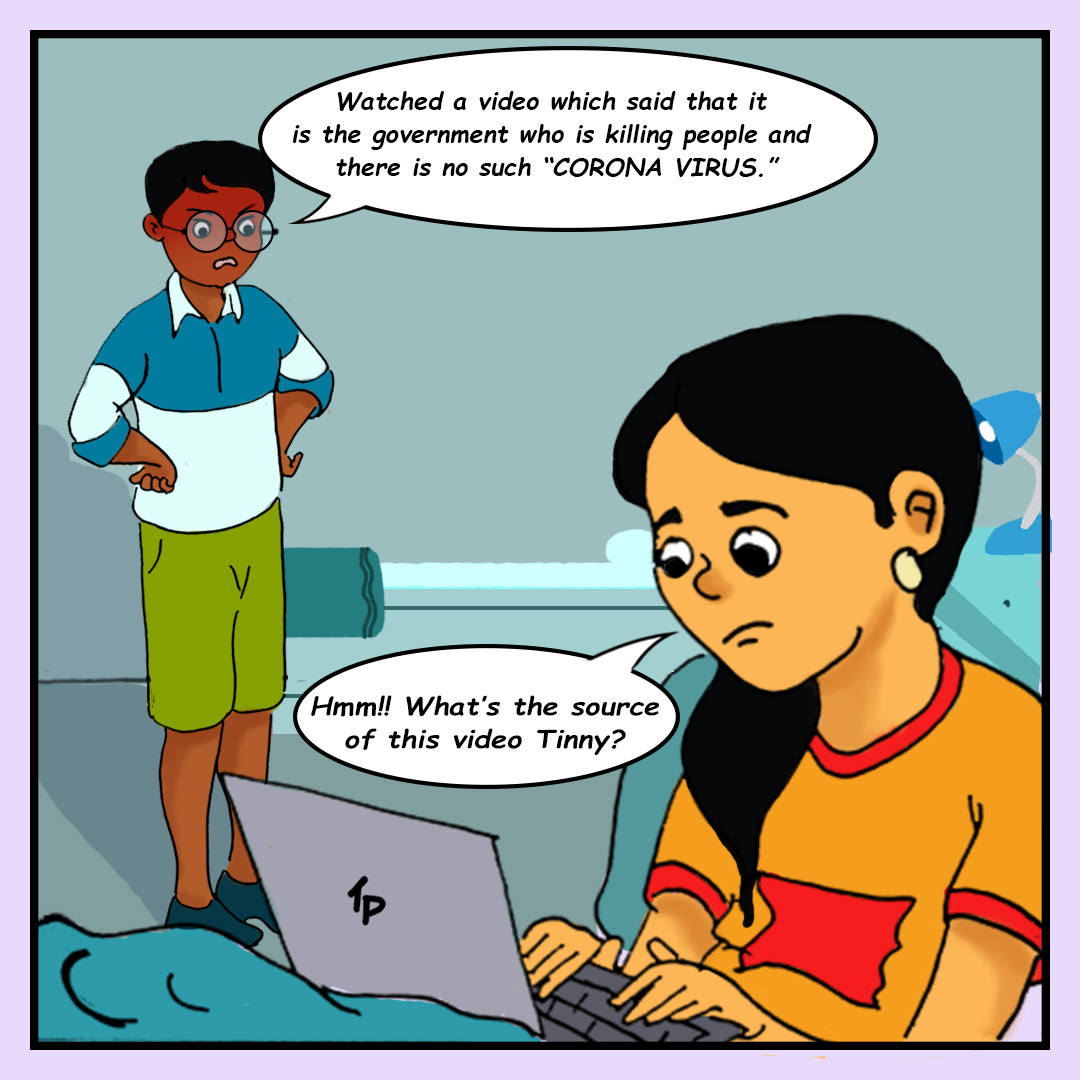 Watched a video which said that it
is the government who is killing people and
there is no such “CORONA VIRUS.”
Hmm!! What's the source
of this video Tinny?
TP